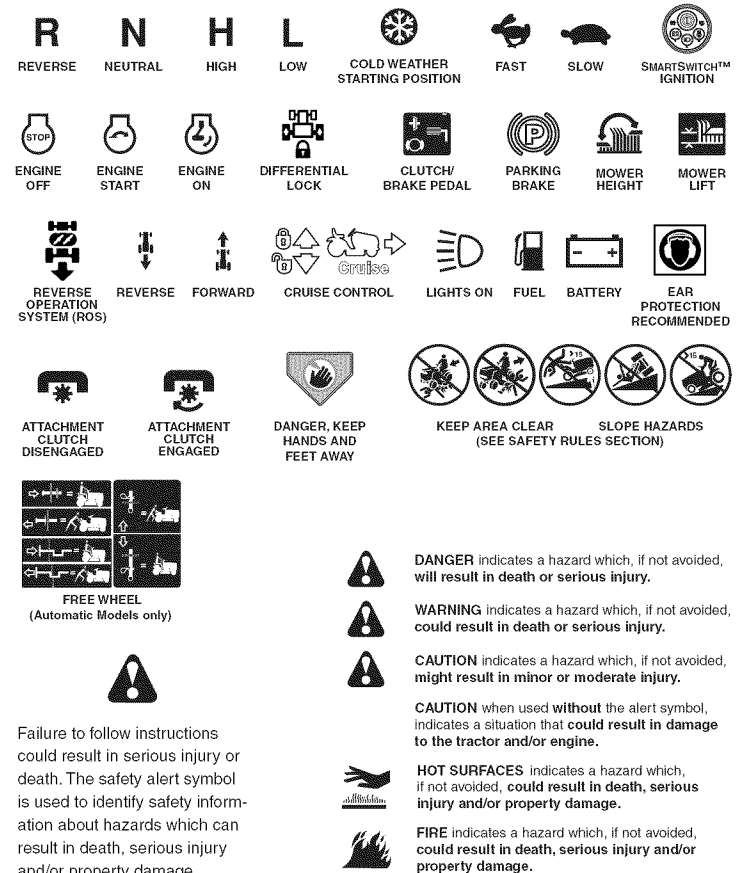 R N H L
REVERSE NEUTRAL HIGH LOW COLD WEATHER
STARTING POSITION FAST SLOW SMARTSWITCH™
IGNITION
STOP
ENGINE
OFF
ENGINE
START
ENGINE
ON
DIFFERENTIAL
LOCK
CLUTCH/
BRAKE PEDAL
P
PARKING
BRAKE
MOWER
HEIGHT
MOWER
LIFT
REVERSE
OPERATION
SYSTEM (ROS)
REVERSE
FORWARD
Cruise
CRUISE CONTROL
LIGHTS ON
FUEL
BATTERY
EAR
PROTECTION
RECOMMENDED
ATTACHMENT
CLUTCH
DISENGAGED
ATTACHMENT
CLUTCH
ENGAGED
DANGER, KEEP
HANDS AND
FEET AWAY
15
15
KEEP AREA CLEAR SLOPE HAZARDS
(SEE SAFETY RULES SECTION)
FREE WHEEL
(Automatic Models only)
Failure to follow instructions
could result in serious injury or
death. The safety alert symbol
is used to identify safety inform-
ation about hazards which can
result in death, serious injury
and/or property damage.
DANGER indicates a hazard which, if not avoided,
will result in death or serious injury.
WARNING indicates a hazard which, if not avoided,
could result in death or serious injury.
CAUTION indicates a hazard which, if not avoided,
might result in minor or moderate injury.
CAUTION when used without the alert symbol,
indicates a situation that could result in damage
to the tractor and/or engine.
HOT SURFACES indicates a hazard which,
if not avoided, could result in death, serious
injury and/or property damage.
FIRE indicates a hazard which, if not avoided,
could result in death, serious injury and/or
property damage.